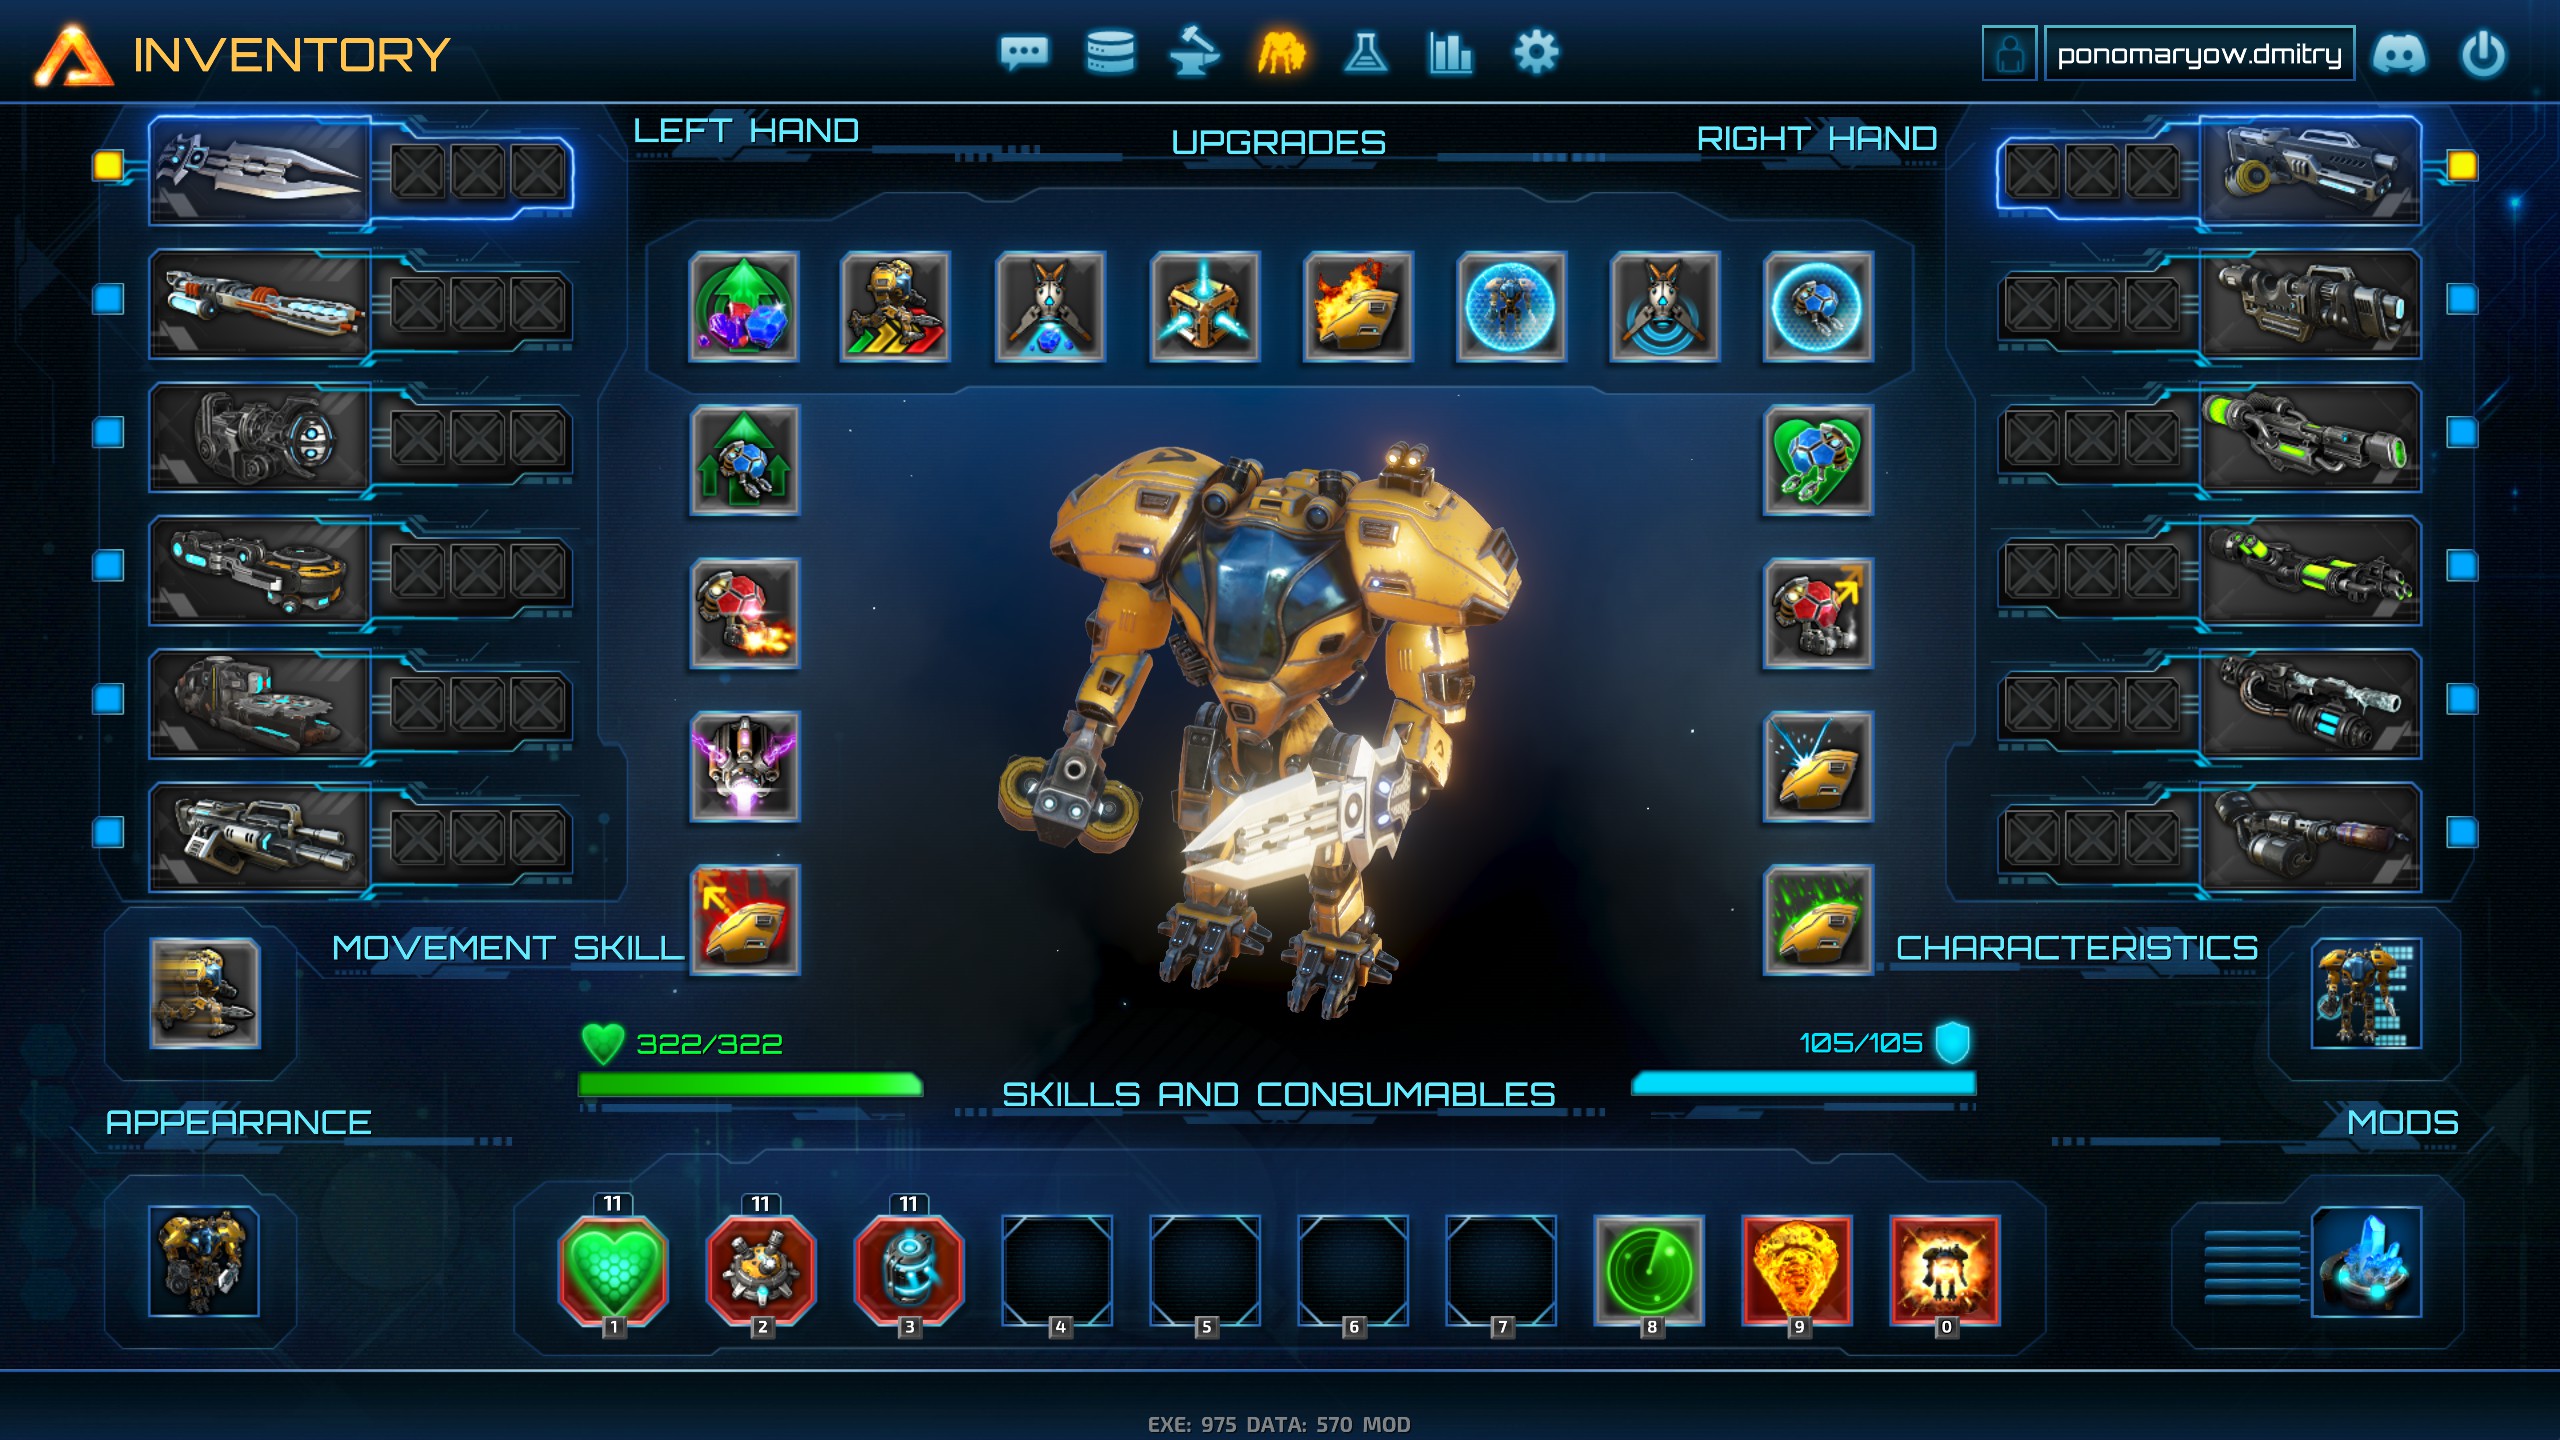 INVENTORY
ponomaryow.dmitry
LEFT HAND
UPGRADES
RIGHT HAND
MOVEMENT SKILL
CHARACTERISTICS
322/322
105/105
SKILLS AND CONSUMABLES
APPEARANCE
MODS
11 11 11
1 2 3 4 5 6 7 8 9 0
EXE: 975 DATA: 570 MOD